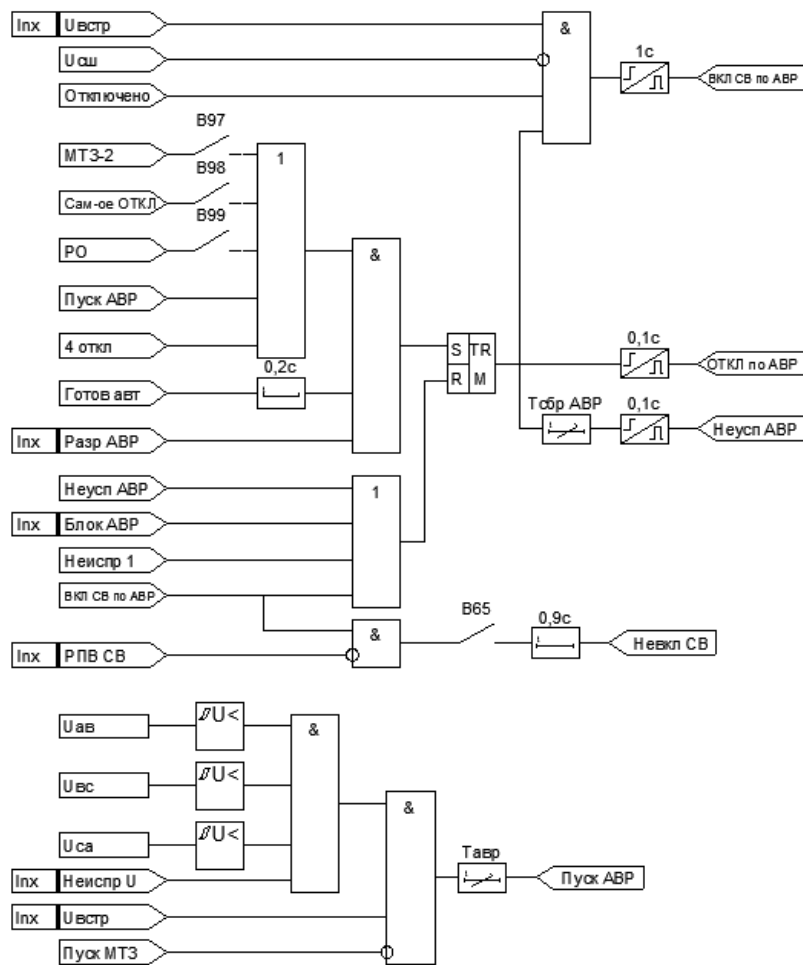 Inx Uвстр
&
Uсш
1с
ВКЛ СВ по АВР
Отключено
B97
МТЗ-2
1
B98
Сам-ое ОТКЛ
B99
РО
&
Пуск АВР
4 откл
S TR
0,1с
0,2с
ОТКЛ по АВР
R M
Готов авт
Тсбр АВР
0,1с
Неусп АВР
Inx Разр АВР
Неусп АВР
1
Inx Блок АВР
Неиспр 1
ВКЛ СВ по АВР
B65
0,9с
&
Невкл СВ
Inx РПВ СВ
Uав
U<
&
Uвс
U<
&
Uса
U<
Тавр
Inx Неиспр U
Пуск АВР
Inx Uвстр
Пуск МТЗ